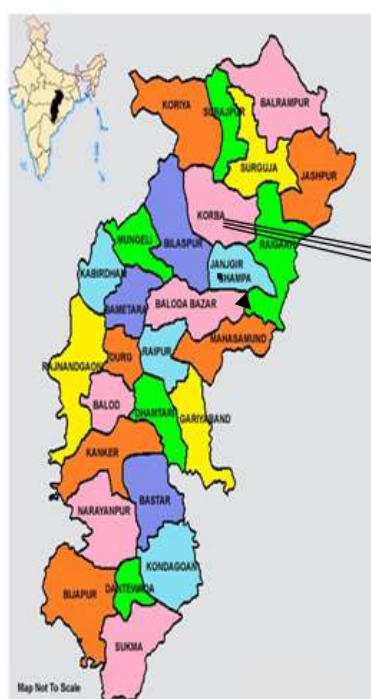 KORIYA
SURAJPUR
BALRAMPUR
SURGUJA
JASHPUR
KORBA
MUNGELI
BILASPUR
RAIGARH
JANJGIR
CHAMPA
KABIRDHAM
BAMETARA
BALODA BAZAR
MAHASAMUND
RAJNANDGAON
DURG
RAIPUR
BALOD
DHAMTARI
GARIYABAND
KANKER
BASTAR
NARAYANPUR
KONDAGOAN
BIJAPUR
DANTEWADA
SUKMA
Map Not To Scale